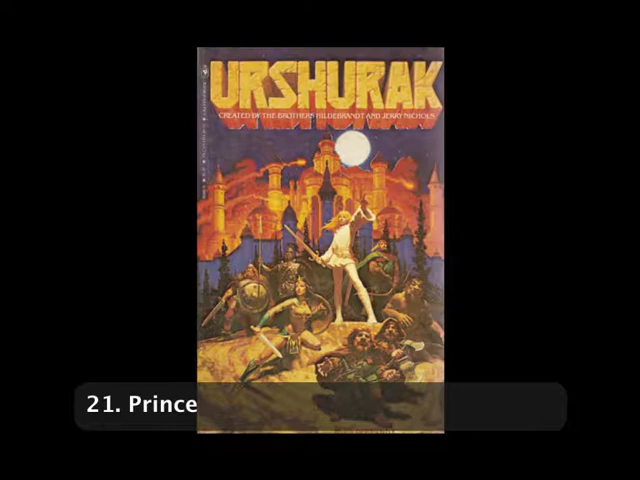 URSHURAK
CREATED BY THE BROTHERS HILDEBRANDT AND JERRY NICHOLS
21. Prince